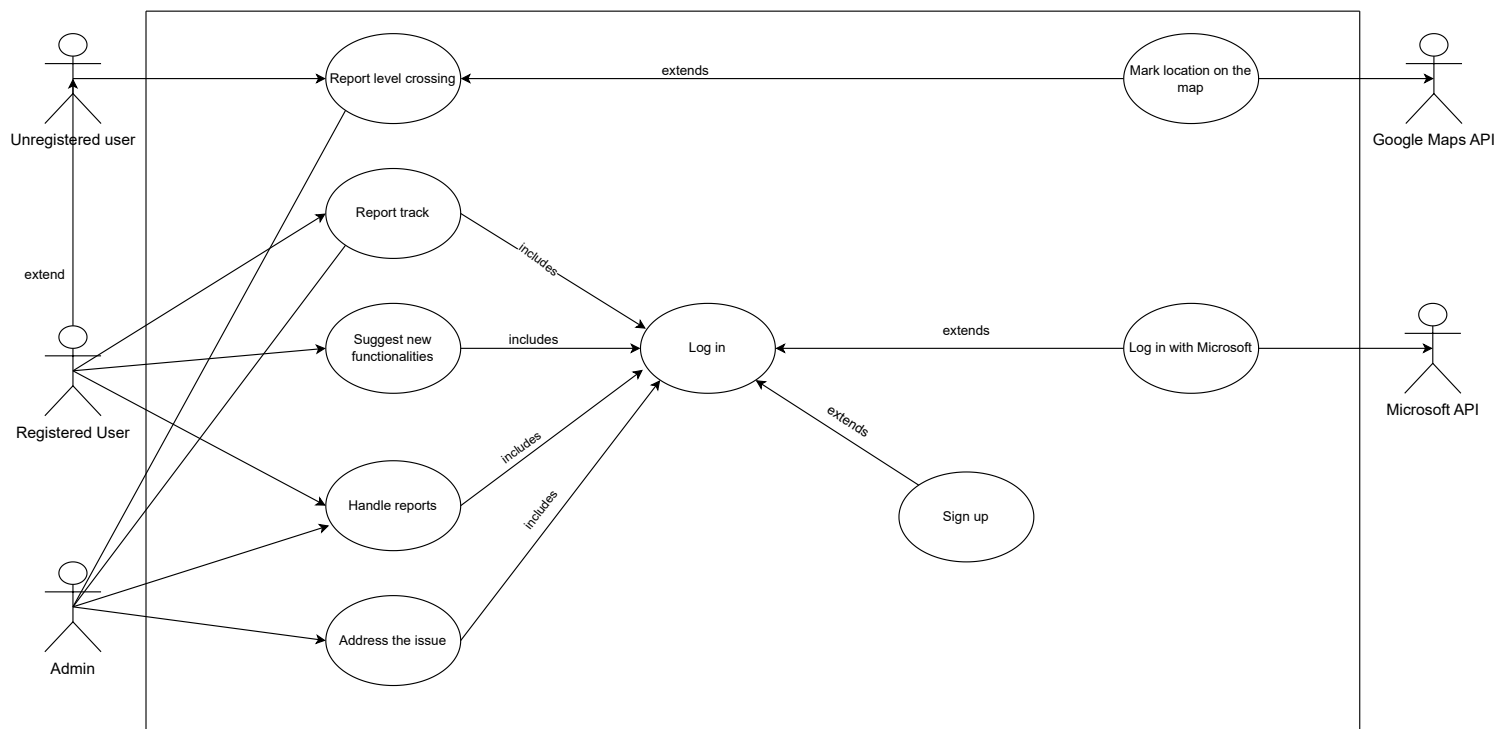 Report level crossing
extends
Mark location on the
map
Unregistered user
Google Maps API
Report track
includes
extend
Suggest new
functionalities
includes
Log in
extends
Log in with Microsoft
Registered User
Microsoft API
extends
includes
Handle reports
includes
Sign up
Address the issue
Admin